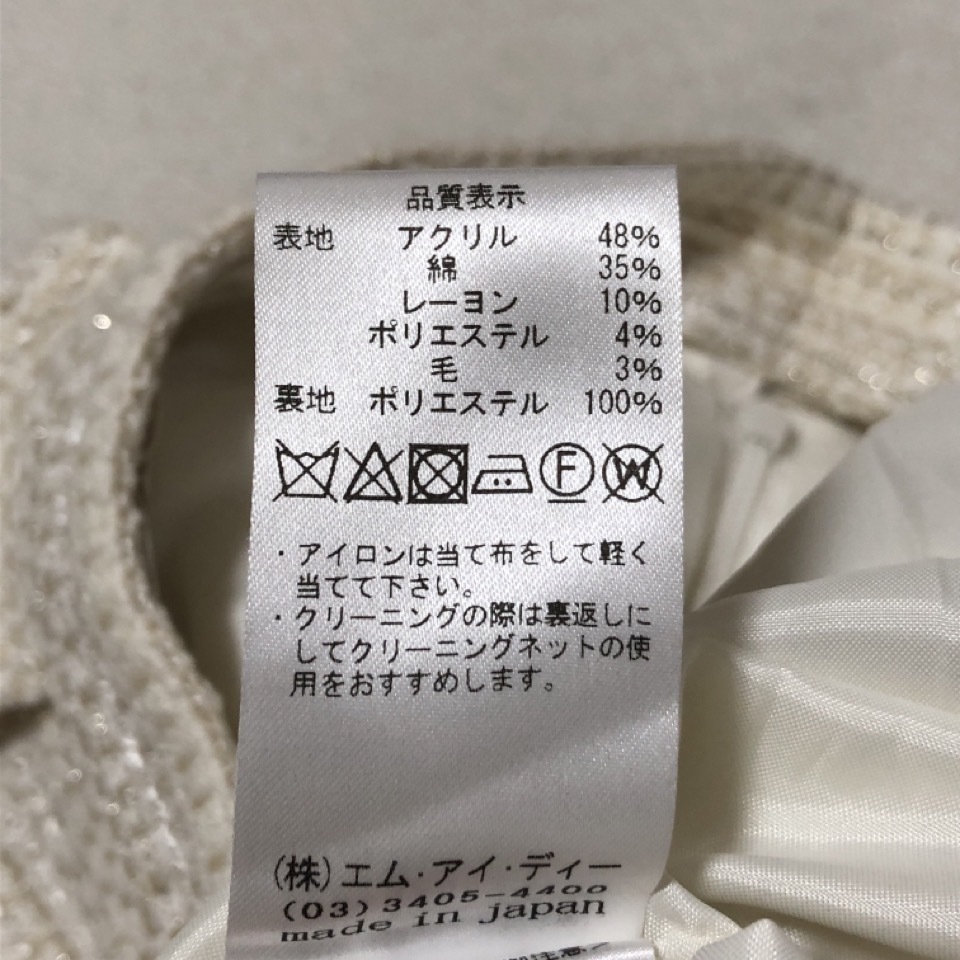 品質表示
表地 アクリル 48%
綿 35%
レーヨン 10%
ポリエステル 4%
毛 3%
裏地 ポリエステル 100%
F W
・アイロンは当て布をして軽く
当てて下さい。
・クリーニングの際は裏返しに
してクリーニングネットの使
用をおすすめします。
(株)エム・アイ・ディー
(03)3405-4400
made in japan